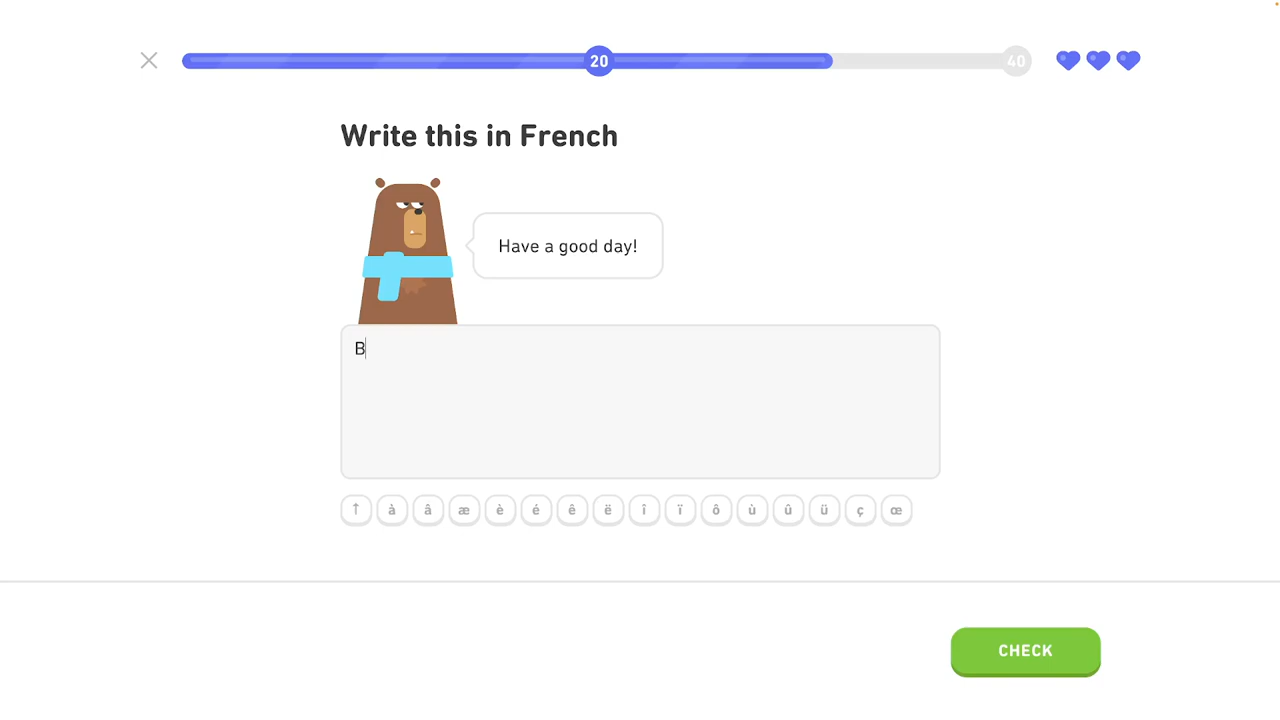 20
40
Write this in French
Have a good day!
B
↑ à â æ è é ê ë î ï ô ù û ü ç œ
CHECK